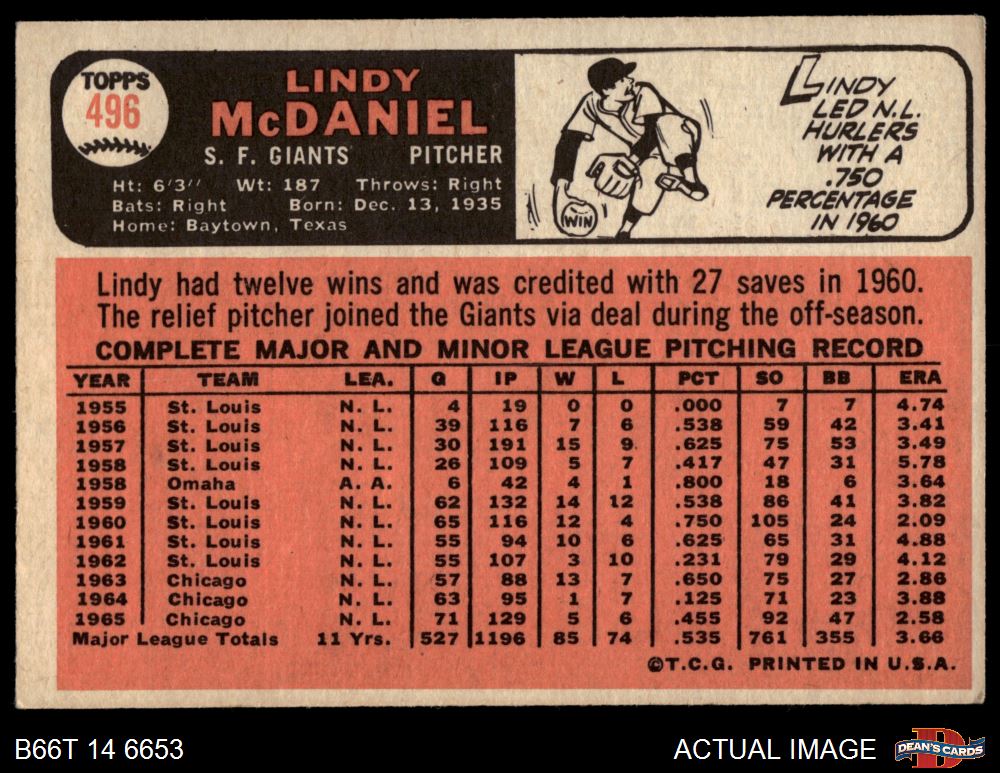 TOPPS
496
LINDY
McDANIEL
S. F. GIANTS PITCHER
Ht: 6'3" Wt: 187 Throws: Right
Bats: Right Born: Dec. 13, 1935
Home: Baytown, Texas
WIN
LINDY
LED N.L.
HURLERS
WITH A
.750
PERCENTAGE
IN 1960
Lindy had twelve wins and was credited with 27 saves in 1960.
The relief pitcher joined the Giants via deal during the off-season.
COMPLETE MAJOR AND MINOR LEAGUE PITCHING RECORD
YEAR TEAM LEA. G IP W L PCT SO BB ERA
1955 St. Louis N. L. 4 19 0 0 .000 7 7 4.74
1956 St. Louis N. L. 39 116 7 6 .538 59 42 3.41
1957 St. Louis N. L. 30 191 15 9 .625 75 53 3.49
1958 St. Louis N. L. 26 109 5 7 .417 47 31 5.78
1958 Omaha A. A. 6 42 4 1 .800 18 6 3.64
1959 St. Louis N. L. 62 132 14 12 .538 86 41 3.82
1960 St. Louis N. L. 65 116 12 4 .750 105 24 2.09
1961 St. Louis N. L. 55 94 10 6 .625 65 31 4.88
1962 St. Louis N. L. 55 107 3 10 .231 79 29 4.12
1963 Chicago N. L. 57 88 13 7 .650 75 27 2.86
1964 Chicago N. L. 63 95 1 7 .125 71 23 3.88
1965 Chicago N. L. 71 129 5 6 .455 92 47 2.58
Major League Totals 11 Yrs. 527 1196 85 74 .535 761 355 3.66
©T.C.G. PRINTED IN U.S.A.
B66T 14 6653
ACTUAL IMAGE
D
DEAN'S CARDS